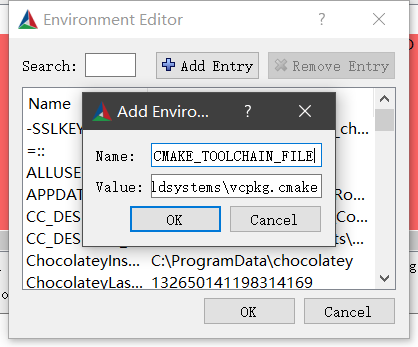 Environment Editor
Search:
Add Entry
Remove Entry
Name
-SSLKEY
_ch
=::
Add Enviro...
ALLUSE
APPDAT
Ro...
CC_DES
Co...
CC_DES
ts\...
Name: CMAKE_TOOLCHAIN_FILE
Value: ldsystems\vcpkg.cmake
OK
Cancel
ChocolateyIns... C:\ProgramData\chocolatey
ChocolateyLas... 132650141198314169
OK
Cancel